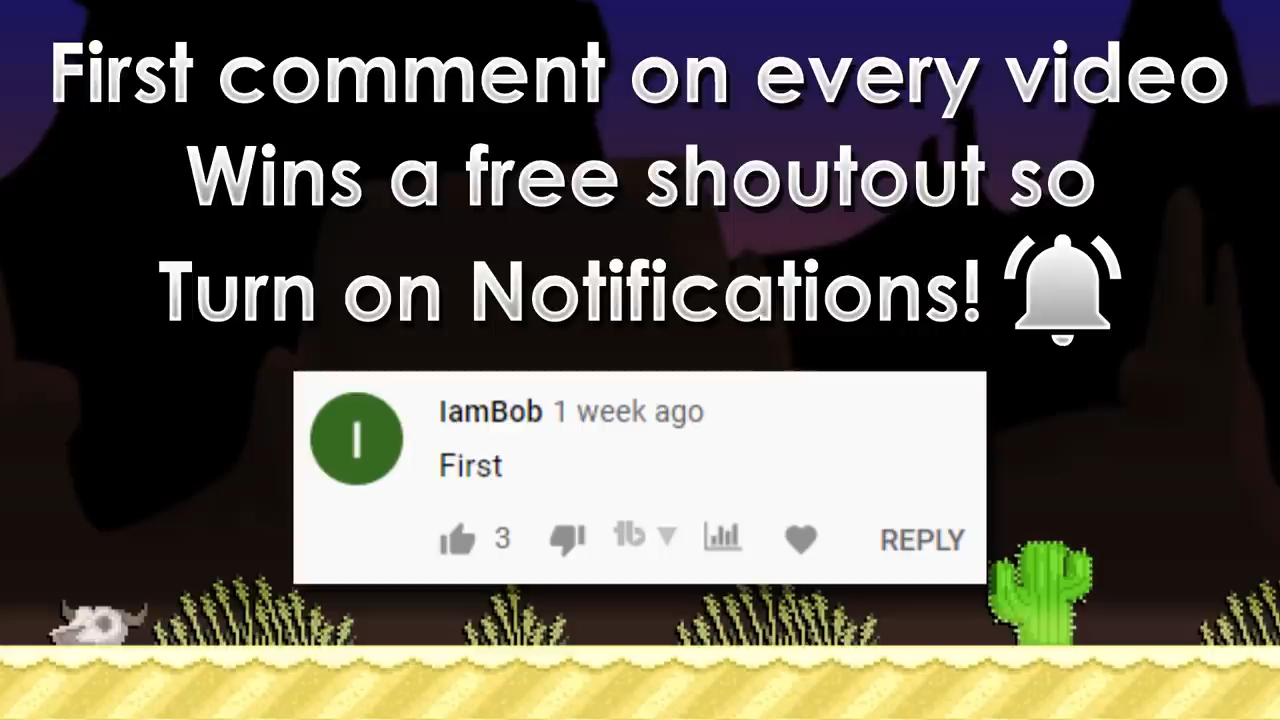 First comment on every video
Wins a free shoutout so
Turn on Notifications!
I
IamBob 1 week ago
First
3
tb
REPLY